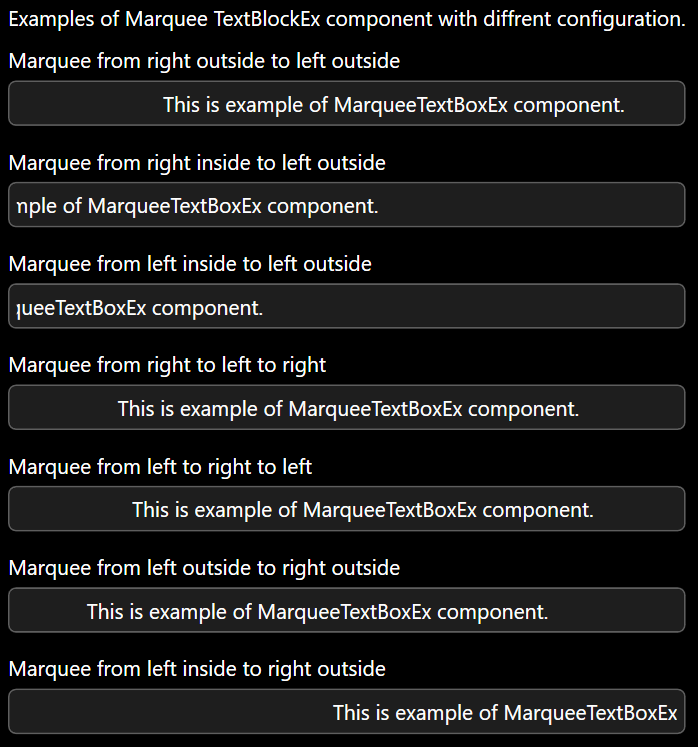 Examples of Marquee TextBlockEx component with diffrent configuration.
Marquee from right outside to left outside
This is example of MarqueeTextBoxEx component.
Marquee from right inside to left outside
mple of MarqueeTextBoxEx component.
Marquee from left inside to left outside
queeTextBoxEx component.
Marquee from right to left to right
This is example of MarqueeTextBoxEx component.
Marquee from left to right to left
This is example of MarqueeTextBoxEx component.
Marquee from left outside to right outside
This is example of MarqueeTextBoxEx component.
Marquee from left inside to right outside
This is example of MarqueeTextBoxEx